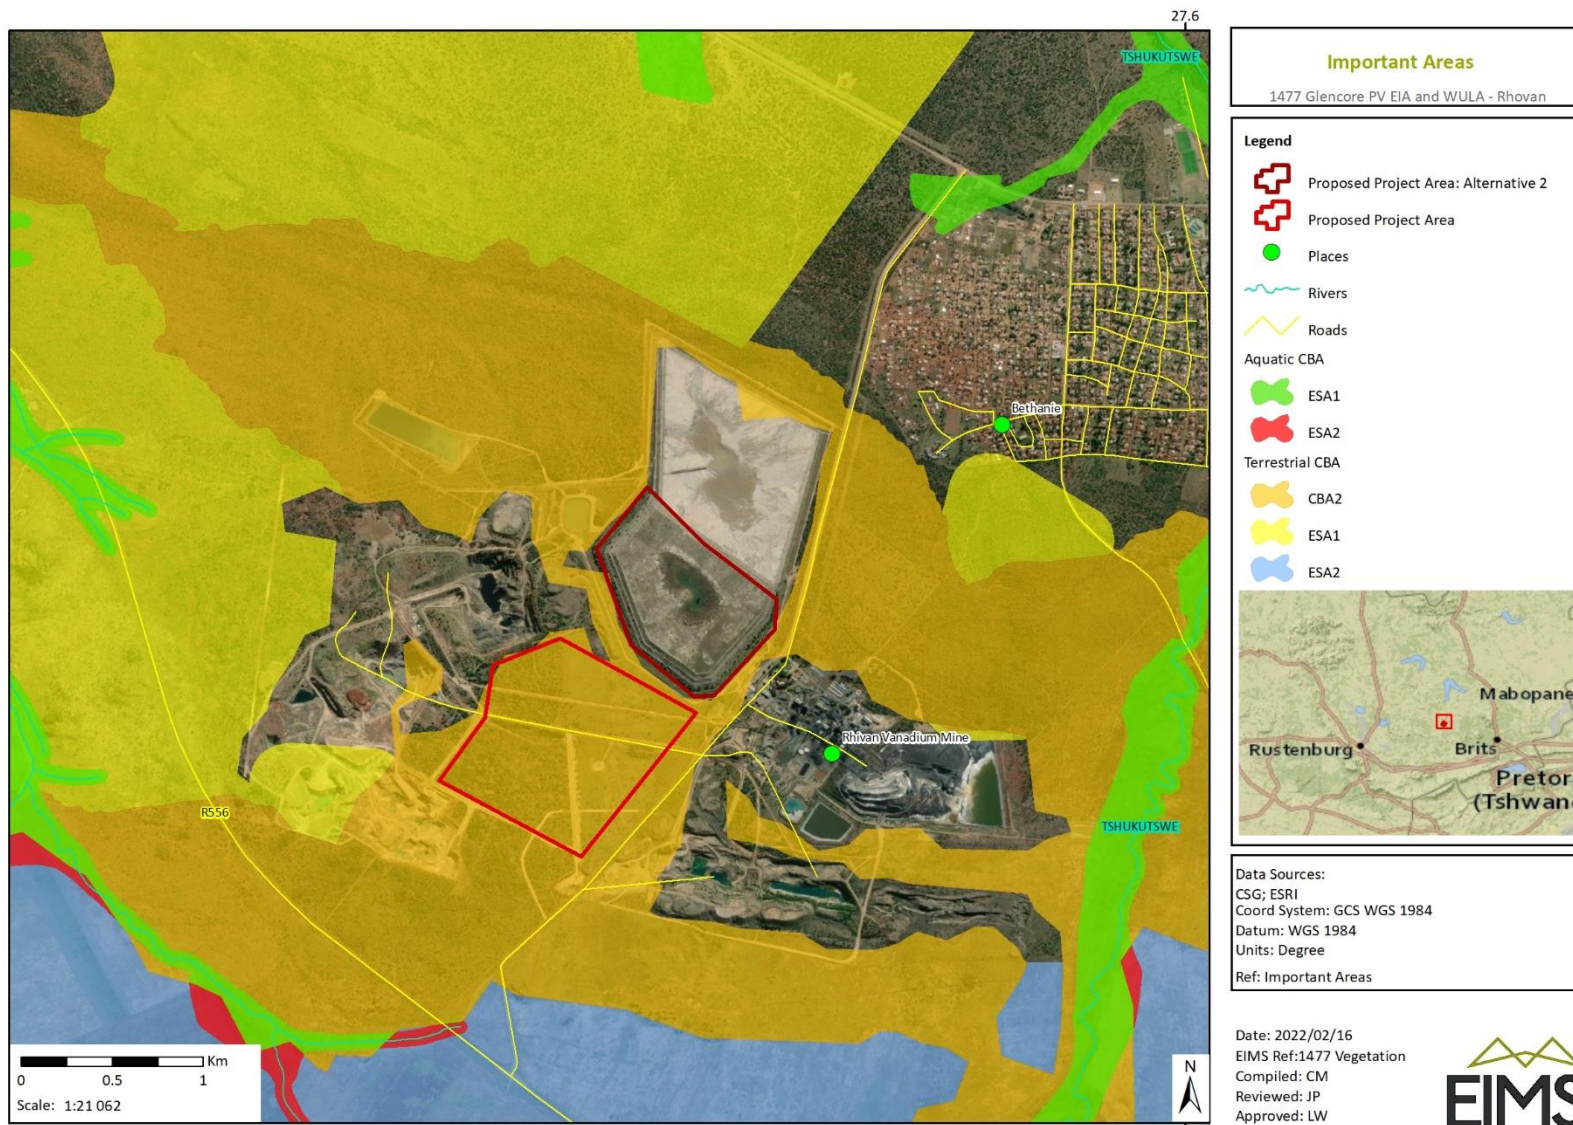 27.6
TSHUKUTSWE
Bethanie
Rhivan Vanadium Mine
R556
TSHUKUTSWE
Km
0 0.5 1
Scale: 1:21 062
N
Important Areas
1477 Glencore PV EIA and WULA - Rhovan
Legend
Proposed Project Area: Alternative 2
Proposed Project Area
Places
Rivers
Roads
Aquatic CBA
ESA1
ESA2
Terrestrial CBA
CBA2
ESA1
ESA2
Mabopane
Rustenburg
Brits
Pretor
(Tshwan
Data Sources:
CSG; ESRI
Coord System: GCS WGS 1984
Datum: WGS 1984
Units: Degree
Ref: Important Areas
Date: 2022/02/16
EIMS Ref:1477 Vegetation
Compiled: CM
Reviewed: JP
Approved: LW
EIMS